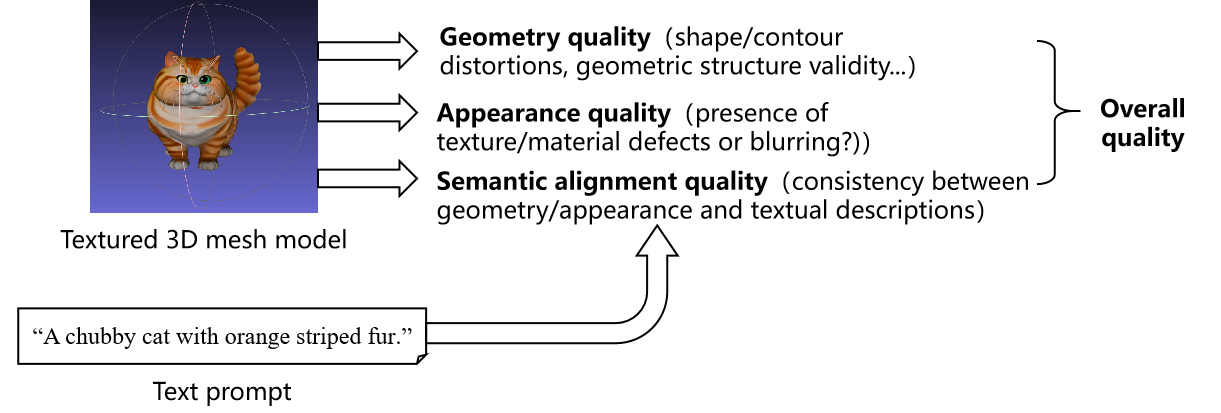 Geometry quality (shape/contour
distortions, geometric structure validity...)
Appearance quality (presence of
texture/material defects or blurring?))
Semantic alignment quality (consistency between
geometry/appearance and textual descriptions)
Overall
quality
Textured 3D mesh model
“A chubby cat with orange striped fur.”
Text prompt